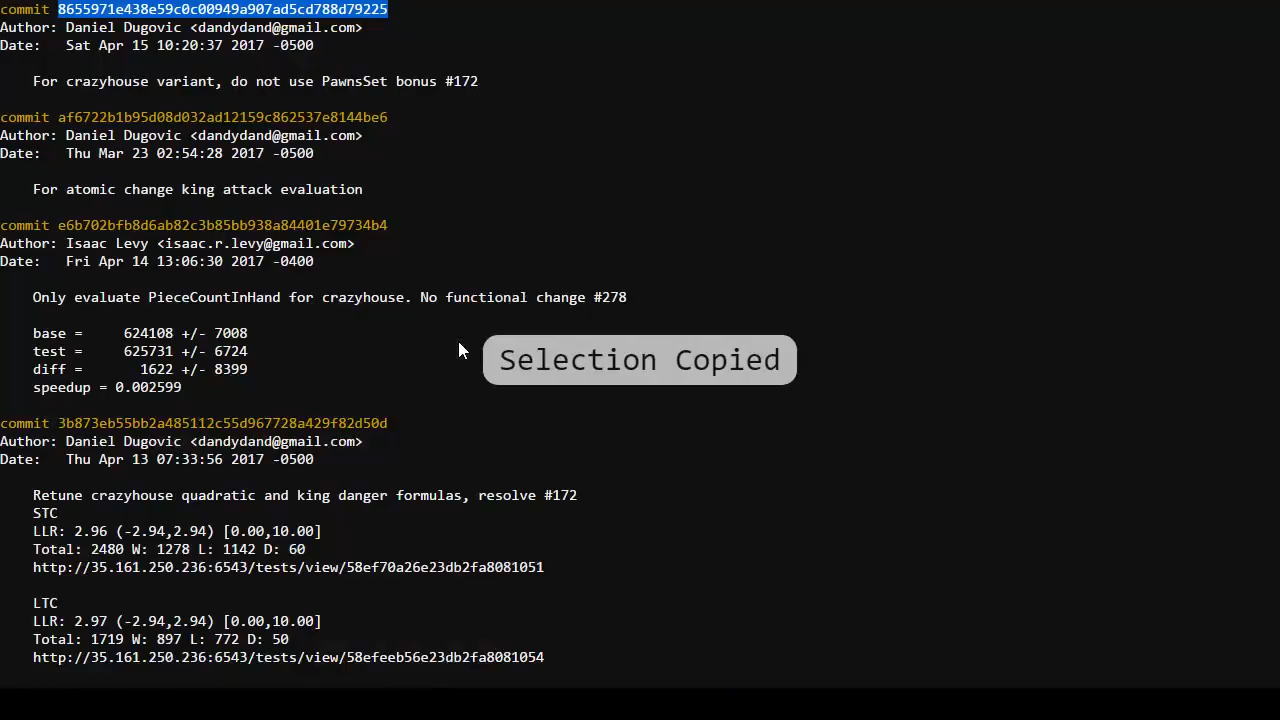 commit 8655971e438e59c0c00949a907ad5cd788d79225
Author: Daniel Dugovic <dandydand@gmail.com>
Date:   Sat Apr 15 10:20:37 2017 -0500
For crazyhouse variant, do not use PawnsSet bonus #172
commit af6722b1b95d08d032ad12159c862537e8144be6
Author: Daniel Dugovic <dandydand@gmail.com>
Date:   Thu Mar 23 02:54:28 2017 -0500
For atomic change king attack evaluation
commit e6b702bfb8d6ab82c3b85bb938a84401e79734b4
Author: Isaac Levy <isaac.r.levy@gmail.com>
Date:   Fri Apr 14 13:06:30 2017 -0400
Only evaluate PieceCountInHand for crazyhouse. No functional change #278
base =     624108 +/- 7008
test =     625731 +/- 6724
diff =       1622 +/- 8399
speedup = 0.002599
Selection Copied
commit 3b873eb55bb2a485112c55d967728a429f82d50d
Author: Daniel Dugovic <dandydand@gmail.com>
Date:   Thu Apr 13 07:33:56 2017 -0500
Retune crazyhouse quadratic and king danger formulas, resolve #172
STC
LLR: 2.96 (-2.94,2.94) [0.00,10.00]
Total: 2480 W: 1278 L: 1142 D: 60
http://35.161.250.236:6543/tests/view/58ef70a26e23db2fa8081051
LTC
LLR: 2.97 (-2.94,2.94) [0.00,10.00]
Total: 1719 W: 897 L: 772 D: 50
http://35.161.250.236:6543/tests/view/58efeeb56e23db2fa8081054